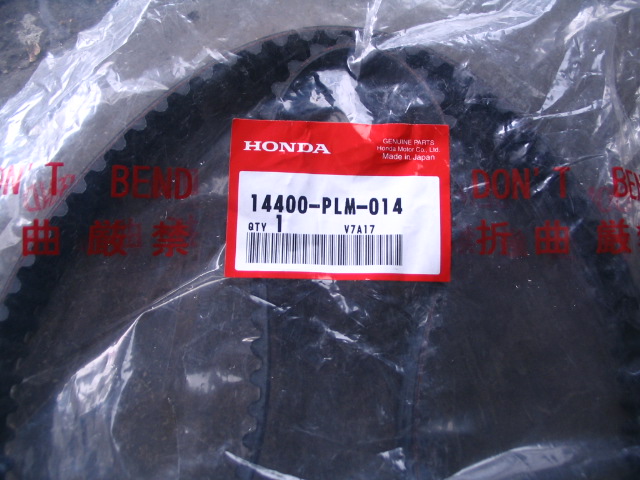 HONDA
GENUINE PARTS
Honda Motor Co., Ltd.
Made in Japan
14400-PLM-014
QTY 1 V7A17
DON'T BEND DON'T B
曲厳禁 折曲厳